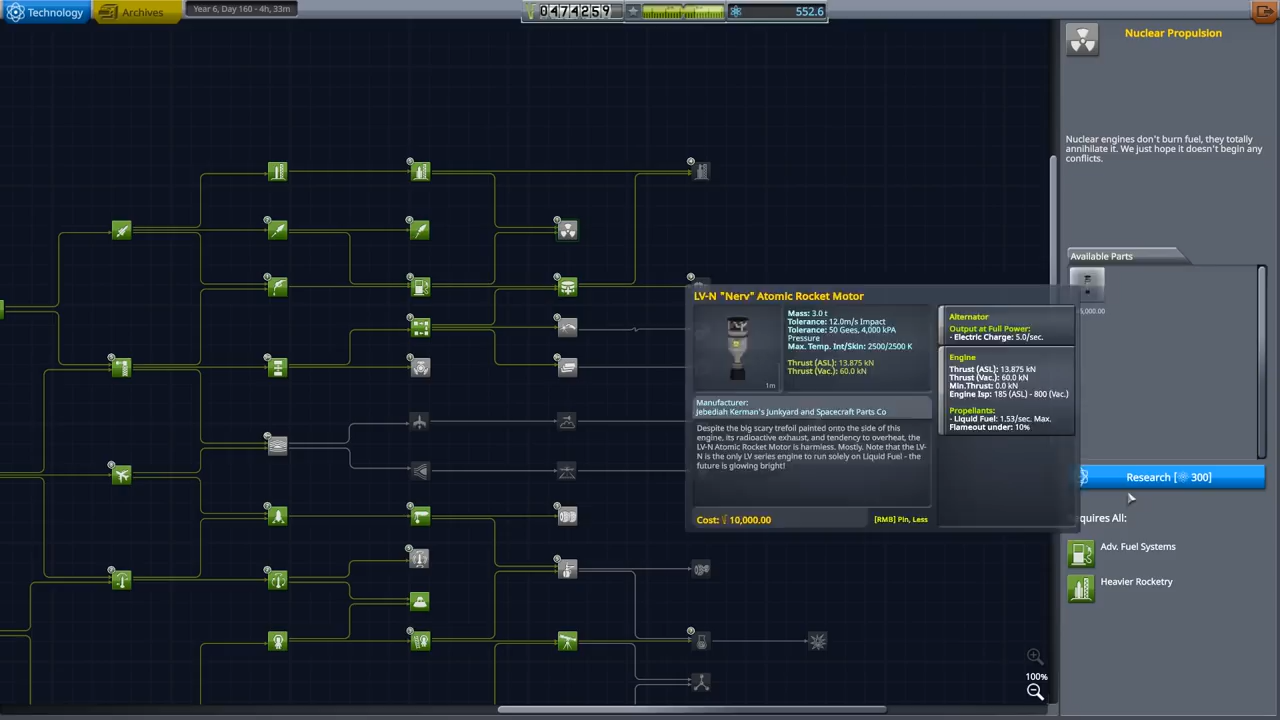 Technology
Archives
Year 6, Day 160 - 4h, 33m
0474259
552.6
Nuclear Propulsion
Nuclear engines don't burn fuel, they totally
annihilate it. We just hope it doesn't begin any
conflicts.
Available Parts
LV-N "Nerv" Atomic Rocket Motor
Mass: 3.0 t
Tolerance: 12.0m/s Impact
Tolerance: 50 Gees, 4,000 kPA
Pressure
Max. Temp. Int/Skin: 2500/2500 K
Thrust (ASL): 13.875 kN
Thrust (Vac.): 60.0 kN
1m
Alternator
Output at Full Power:
- Electric Charge: 5.0/sec.
Engine
Thrust (ASL): 13.875 kN
Thrust (Vac.): 60.0 kN
Min.Thrust: 0.0 kN
Engine Isp: 185 (ASL) - 800 (Vac.)
Propellants:
- Liquid Fuel: 1.53/sec. Max.
Flameout under: 10%
Manufacturer:
Jebediah Kerman's Junkyard and Spacecraft Parts Co
Despite the big scary trefoil painted onto the side of this
engine, its radioactive exhaust, and tendency to overheat, the
LV-N Atomic Rocket Motor is harmless. Mostly. Note that the LV-
N is the only LV series engine to run solely on Liquid Fuel - the
future is glowing bright!
Cost: 10,000.00
[RMB] Pin, Less
Research [300]
quires All:
Adv. Fuel Systems
Heavier Rocketry
100%